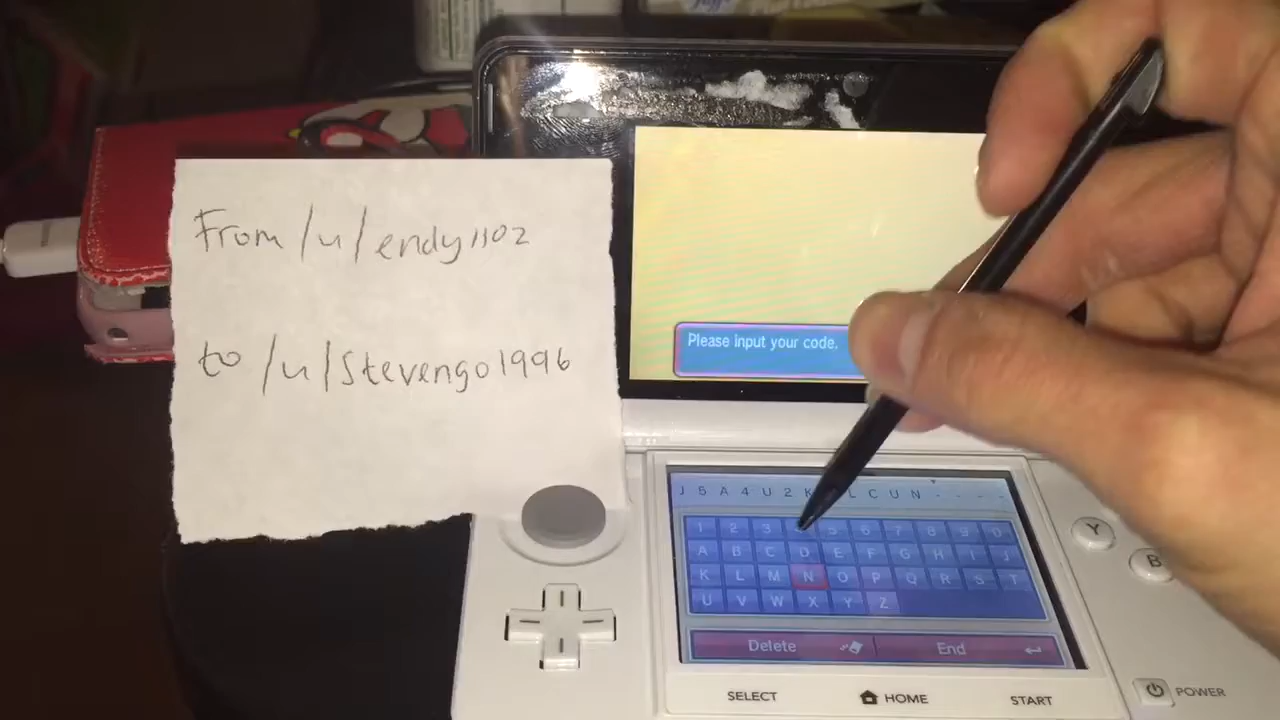 From /u/endy1102
to /u/Stevengo1996
Please input your code.
J 5 A 4 U 2 K L C U N - - - -
1 2 3 4 5 6 7 8 9 0
A B C D E F G H I J
K L M N O P Q R S T
U V W X Y Z
Delete End
SELECT HOME START
Y
B
POWER